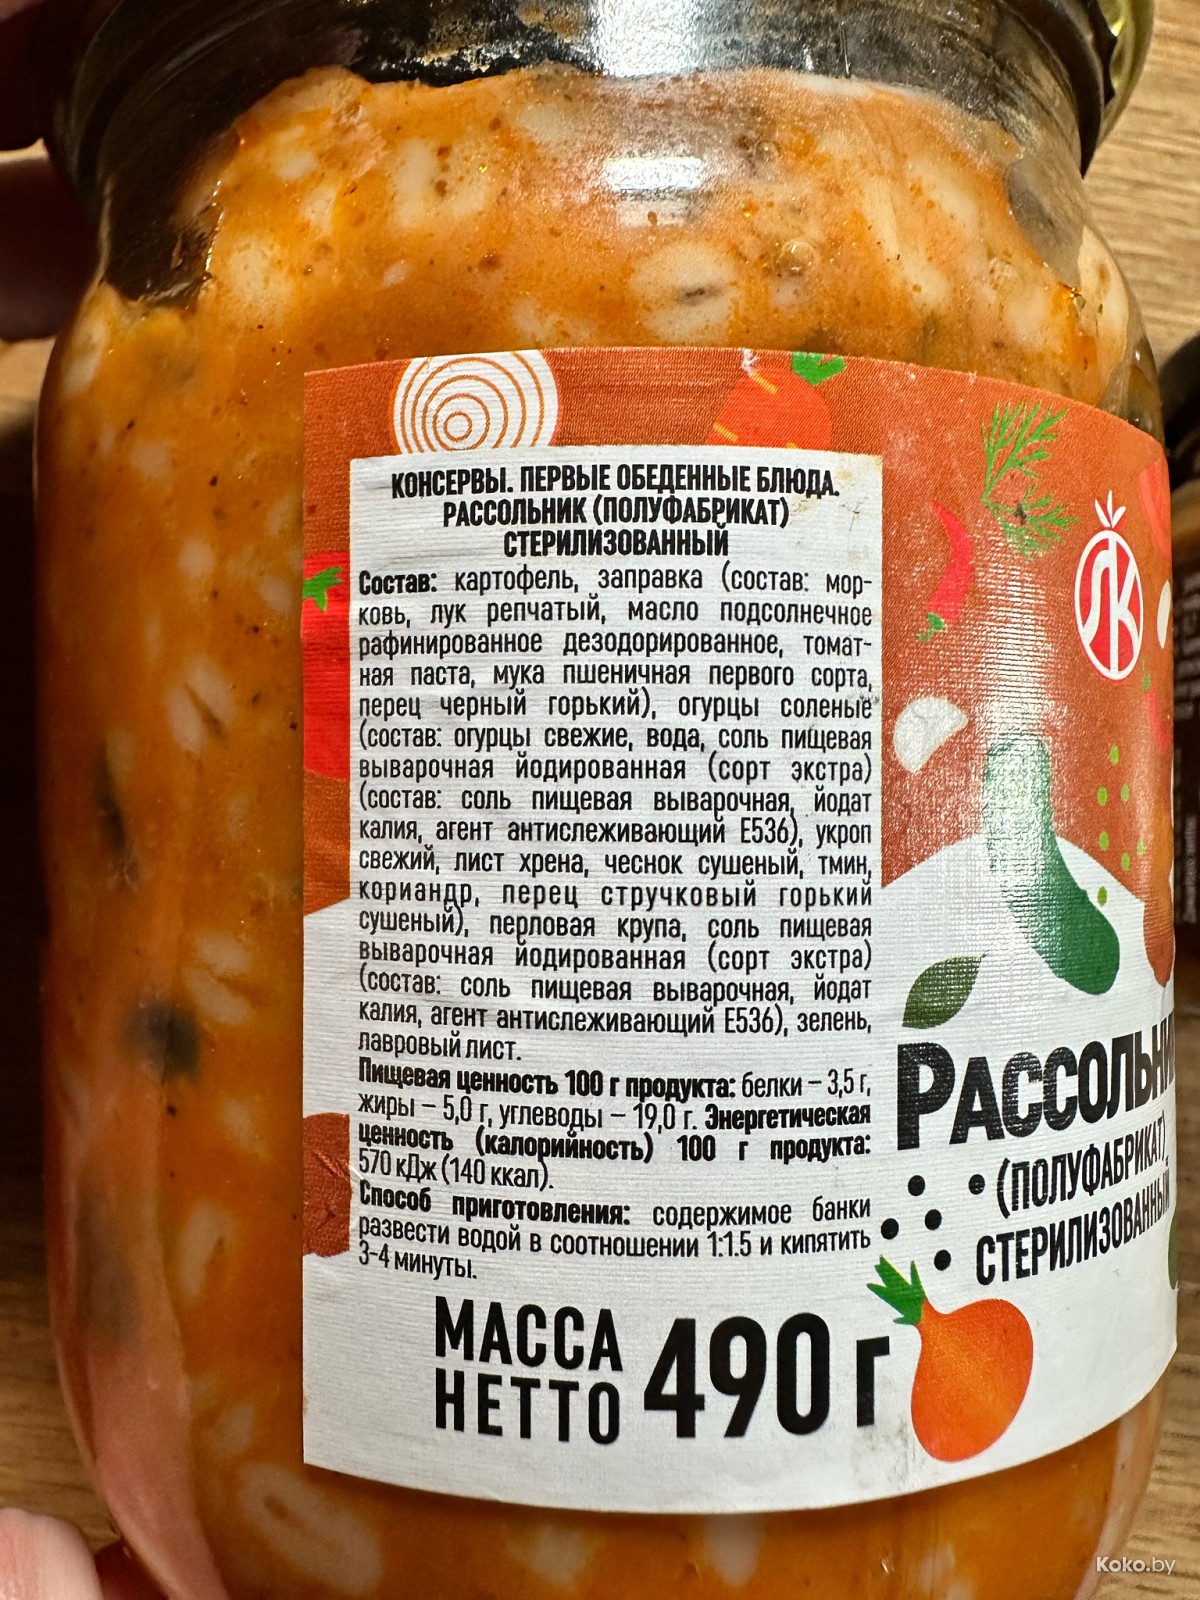 КОНСЕРВЫ. ПЕРВЫЕ ОБЕДЕННЫЕ БЛЮДА.
РАССОЛЬНИК (ПОЛУФАБРИКАТ)
СТЕРИЛИЗОВАННЫЙ
Состав: картофель, заправка (состав: мор-
ковь, лук репчатый, масло подсолнечное
рафинированное дезодорированное, томат-
ная паста, мука пшеничная первого сорта,
перец черный горький), огурцы соленые
(состав: огурцы свежие, вода, соль пищевая
выварочная йодированная (сорт экстра)
(состав: соль пищевая выварочная, йодат
калия, агент антислеживающий Е536), укроп
свежий, лист хрена, чеснок сушеный, тмин,
кориандр, перец стручковый горький
сушеный), перловая крупа, соль пищевая
выварочная йодированная (сорт экстра)
(состав: соль пищевая выварочная, йодат
калия, агент антислеживающий Е536), зелень,
лавровый лист.
Пищевая ценность 100 г продукта: белки – 3,5 г,
жиры – 5,0 г, углеводы – 19,0 г. Энергетическая
ценность (калорийность) 100 г продукта:
570 кДж (140 ккал).
Способ приготовления: содержимое банки
развести водой в соотношении 1:1.5 и кипятить
3-4 минуты.
МАССА
НЕТТО 490 г
ЛК
РАССОЛЬНИ
(ПОЛУФАБРИКАТ)
СТЕРИЛИЗОВАННЫЙ
Koko.by